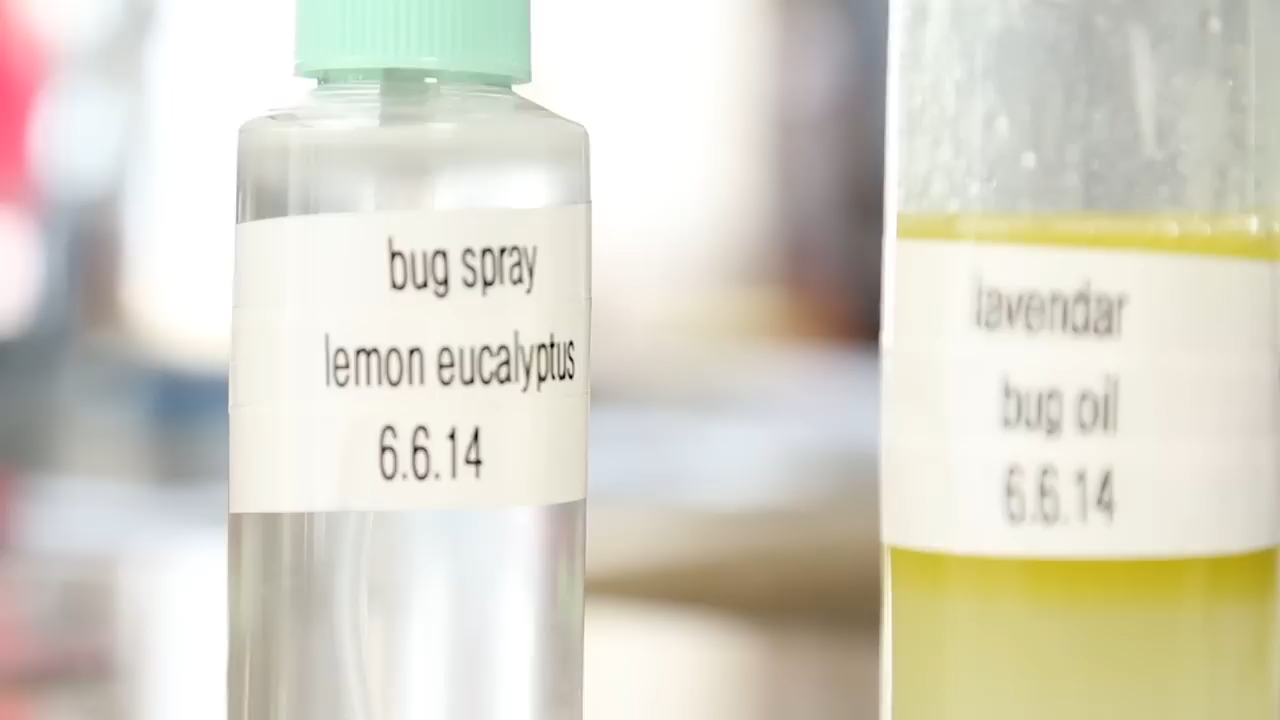 bug spray
lemon eucalyptus
6.6.14
lavendar
bug oil
6.6.14